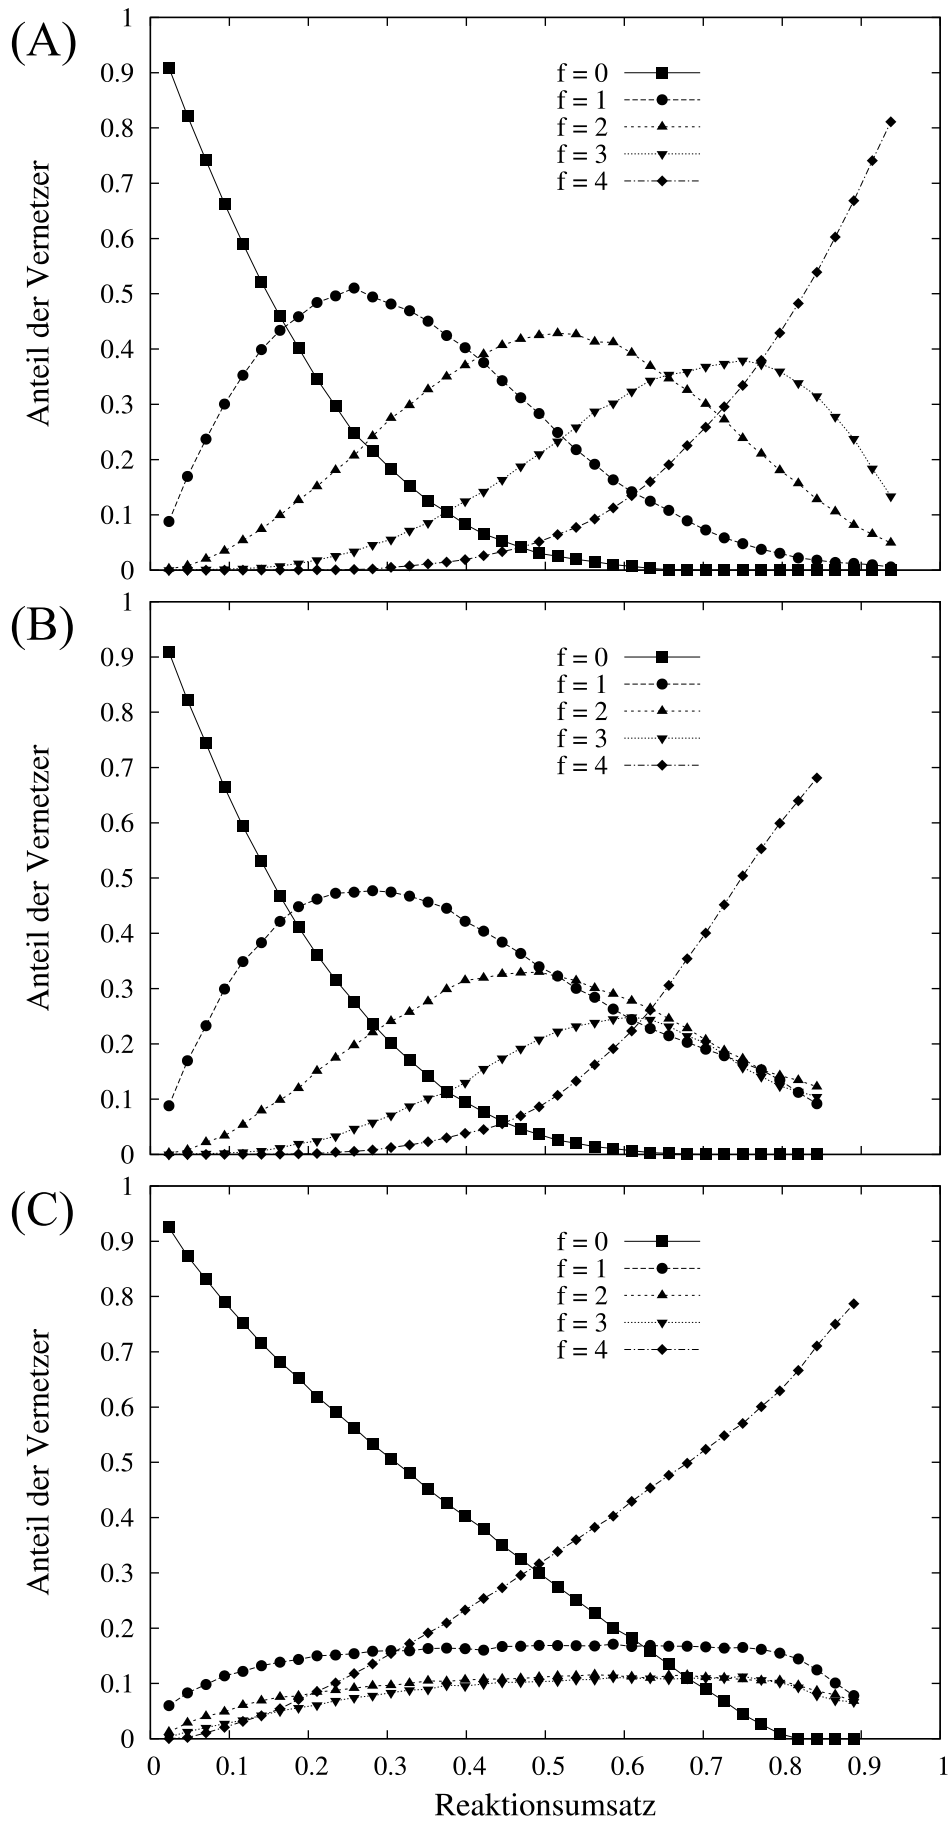 (A)
1
0.9
0.8
0.7
0.6
0.5
0.4
0.3
0.2
0.1
0
Anteil der Vernetzer
f = 0
f = 1
f = 2
f = 3
f = 4
(B)
1
0.9
0.8
0.7
0.6
0.5
0.4
0.3
0.2
0.1
0
Anteil der Vernetzer
f = 0
f = 1
f = 2
f = 3
f = 4
(C)
1
0.9
0.8
0.7
0.6
0.5
0.4
0.3
0.2
0.1
0
Anteil der Vernetzer
f = 0
f = 1
f = 2
f = 3
f = 4
0 0.1 0.2 0.3 0.4 0.5 0.6 0.7 0.8 0.9 1
Reaktionsumsatz